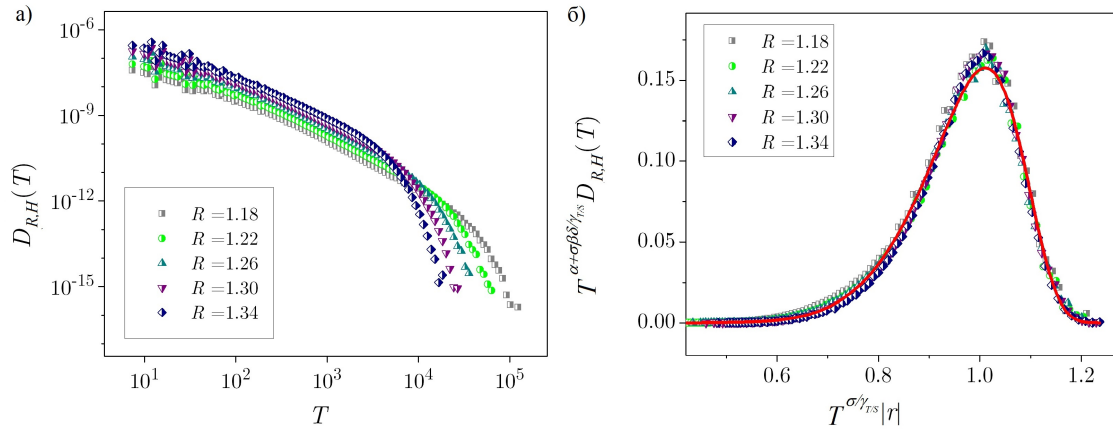 а)
10^-6
10^-9
10^-12
10^-15
D_{R,H}(T)
R = 1.18
R = 1.22
R = 1.26
R = 1.30
R = 1.34
10^1 10^2 10^3 10^4 10^5
T
б)
0.15
0.10
0.05
0.00
T^{α+σβδ/γ_{T/S}} D_{R,H}(T)
R = 1.18
R = 1.22
R = 1.26
R = 1.30
R = 1.34
0.6 0.8 1.0 1.2
T^{σ/γ_{T/S}}|r|